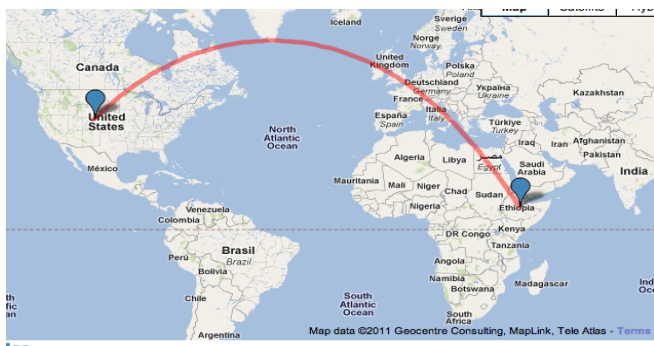 Map
Iceland
Sverige
Sweden
Norge
Norway
Canada
United
Kingdom
Polska
Poland
Deutschland
Germany
Україна
Ukraine
Kazakhstan
France
United
States
Italia
Italy
España
Spain
Türkiye
Turkey
North
Atlantic
Ocean
Iraq
Iran
Afghanistan
Pakistan
Algeria
Libya
مصر
Egypt
Saudi
Arabia
India
México
Mauritania
Mali
Niger
Chad
Sudan
Nigeria
Ethiopia
Venezuela
Colombia
DR Congo
Kenya
Tanzania
Brasil
Brazil
Perú
Bolivia
Angola
Namibia
Botswana
Madagascar
Chile
South
Atlantic
Ocean
South
Africa
Argentina
Map data ©2011 Geocentre Consulting, MapLink, Tele Atlas - Terms